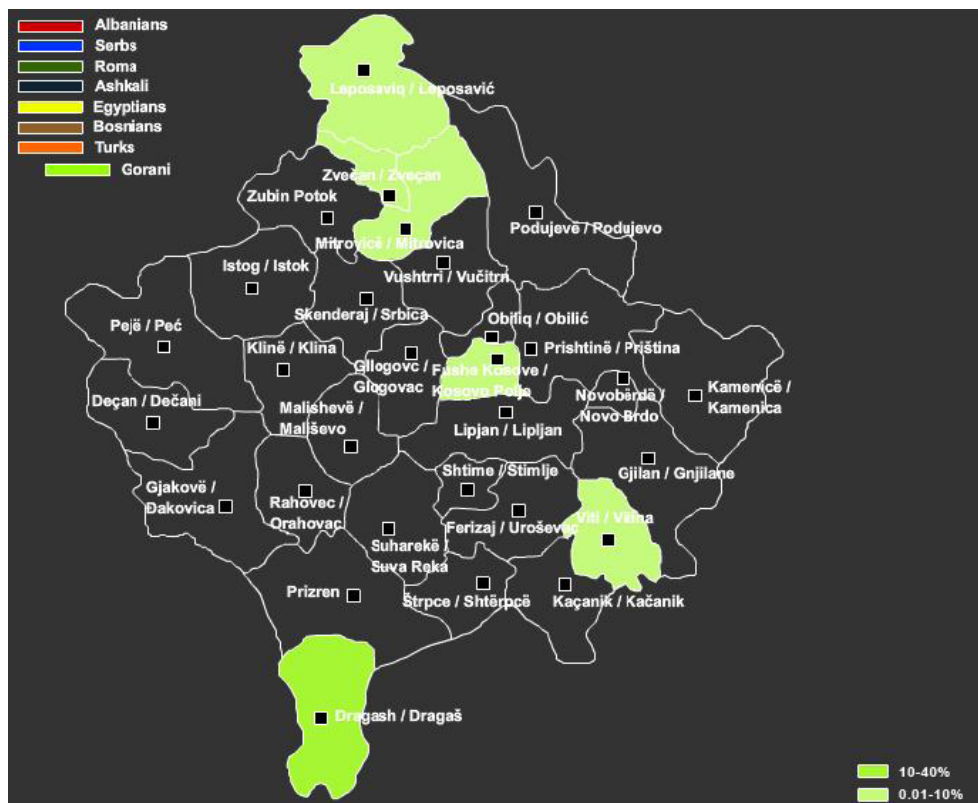 Albanians
Serbs
Roma
Ashkali
Egyptians
Bosnians
Turks
Gorani
Leposaviq / Leposavić
Zvečan / Zveçan
Zubin Potok
Mitrovicë / Mitrovica
Podujevë / Podujevo
Istog / Istok
Vushtrri / Vučitrn
Skenderaj / Srbica
Obiliq / Obilić
Pejë / Peć
Klinë / Klina
Gllogovc /
Glogovac
Prishtinë / Priština
Fushe Kosove /
Kosovo Polje
Deçan / Dečani
Malishevë /
Mališevo
Novobërdë /
Novo Brdo
Kamenicë /
Kamenica
Lipjan / Lipljan
Gjilan / Gnjilane
Shtime / Štimlje
Gjakovë /
Đakovica
Rahovec /
Orahovac
Ferizaj / Uroševac
Viti / Vitina
Suharekë /
Suva Reka
Prizren
Štrpce / Shtërpcë
Kaçanik / Kačanik
Dragash / Dragaš
10-40%
0.01-10%